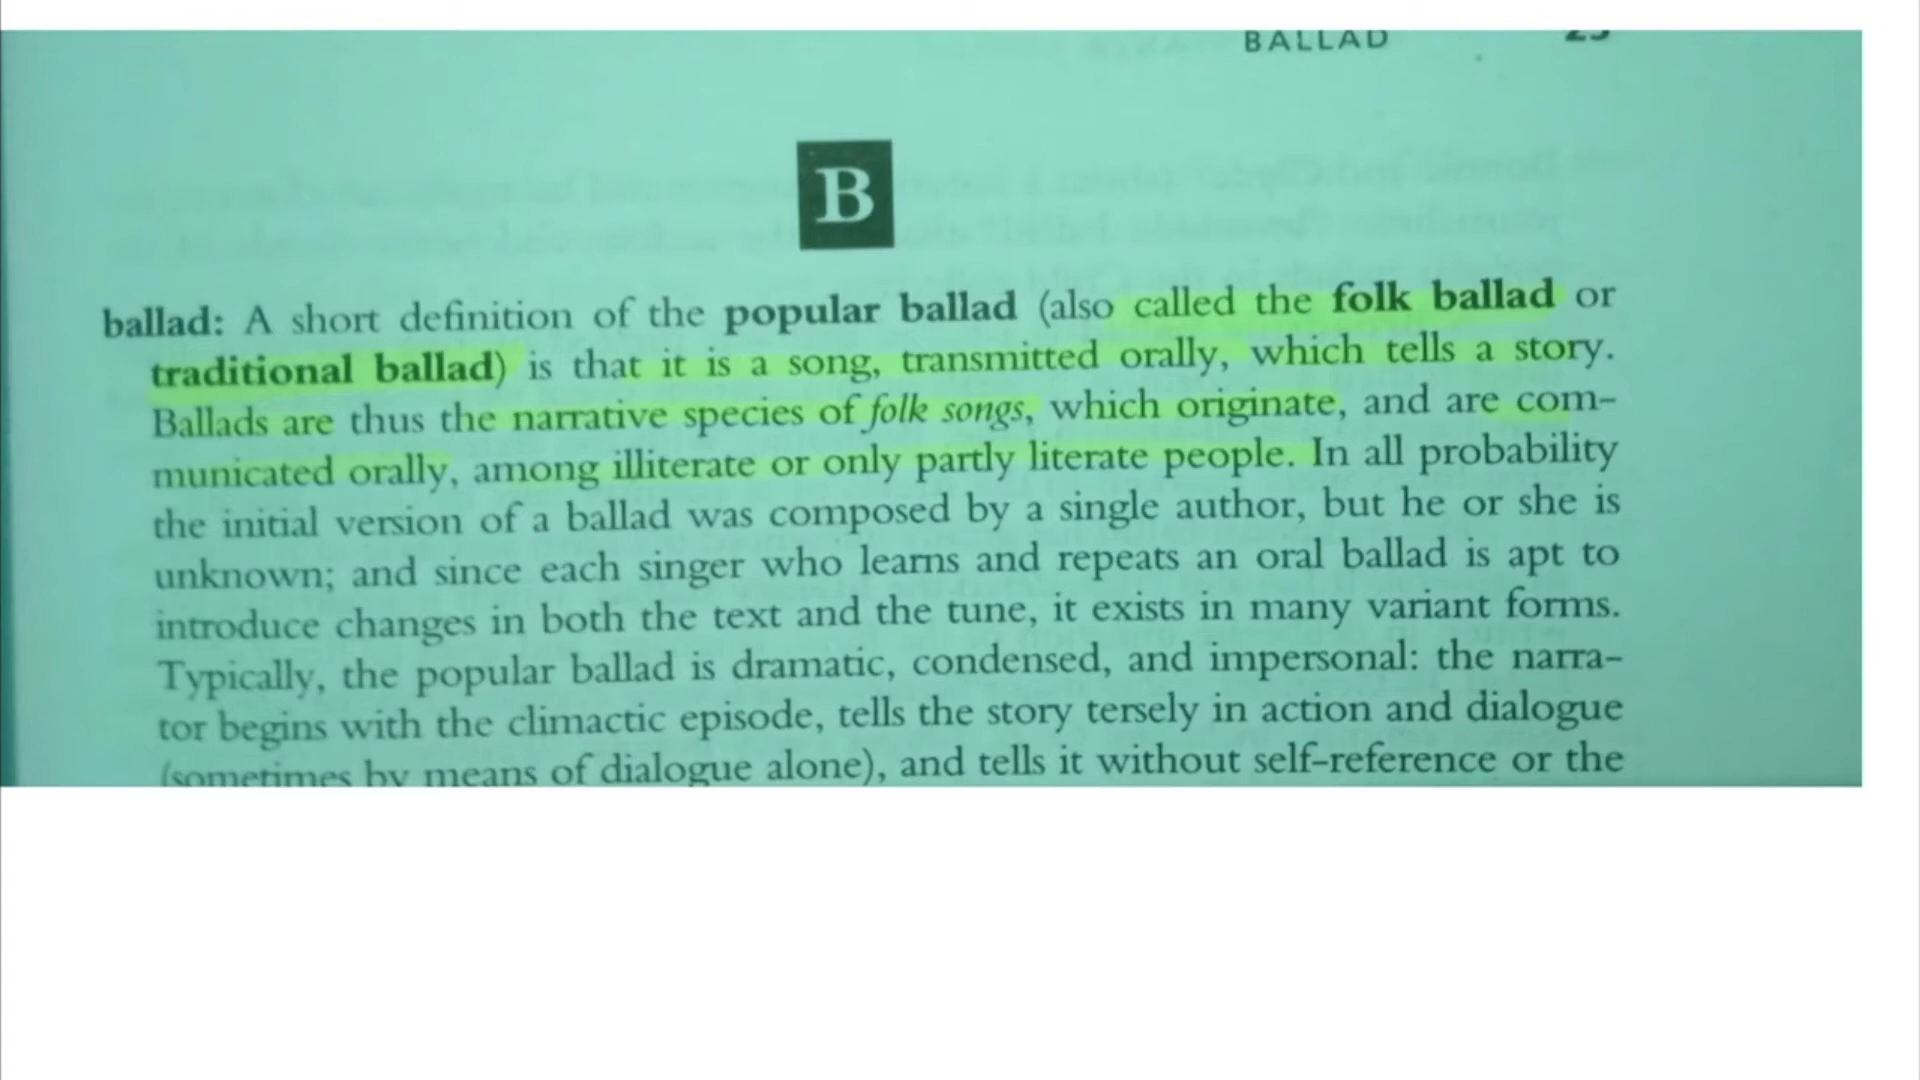 BALLAD
B
ballad: A short definition of the popular ballad (also called the folk ballad or
traditional ballad) is that it is a song, transmitted orally, which tells a story.
Ballads are thus the narrative species of folk songs, which originate, and are com-
municated orally, among illiterate or only partly literate people. In all probability
the initial version of a ballad was composed by a single author, but he or she is
unknown; and since each singer who learns and repeats an oral ballad is apt to
introduce changes in both the text and the tune, it exists in many variant forms.
Typically, the popular ballad is dramatic, condensed, and impersonal: the narra-
tor begins with the climactic episode, tells the story tersely in action and dialogue
(sometimes by means of dialogue alone), and tells it without self-reference or the